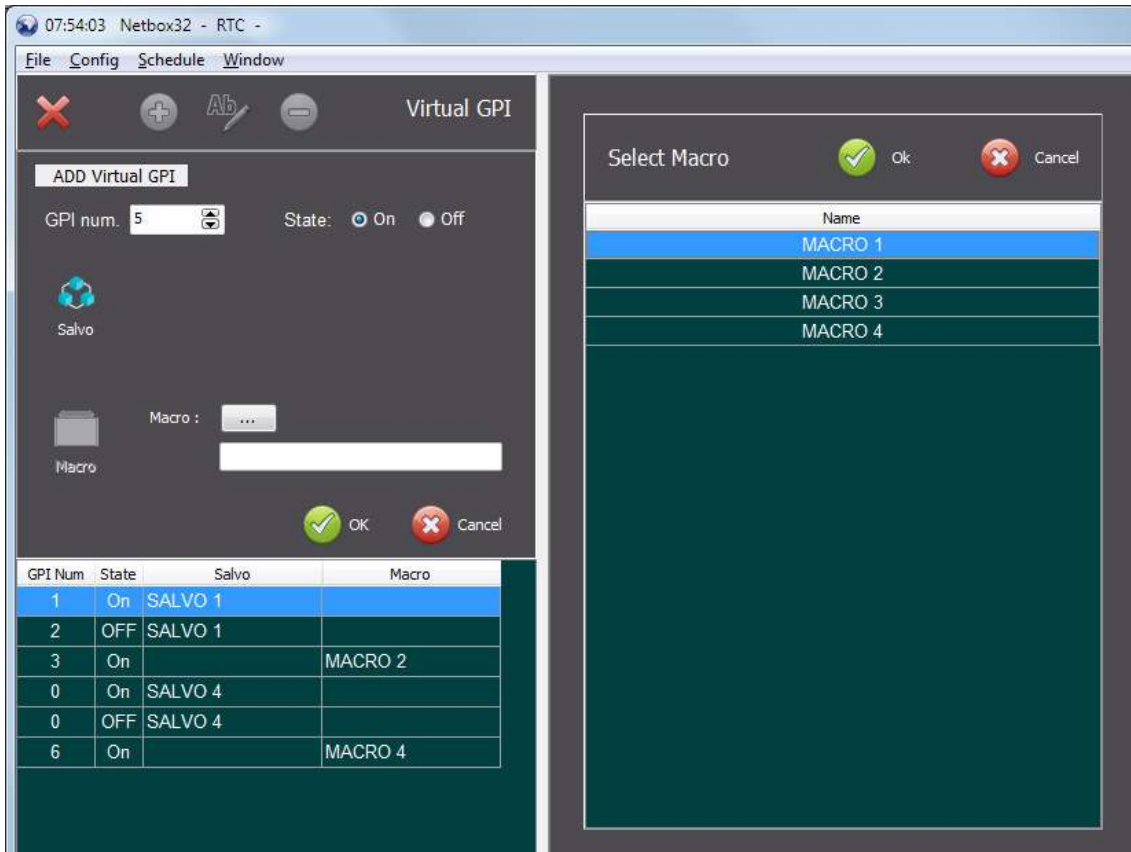 07:54:03 Netbox32 - RTC -
File Config Schedule Window
Virtual GPI
ADD Virtual GPI
GPI num. 5 State: On Off
Salvo
Macro : ...
Macro
OK Cancel
GPI Num State Salvo Macro
1 On SALVO 1
2 OFF SALVO 1
3 On MACRO 2
0 On SALVO 4
0 OFF SALVO 4
6 On MACRO 4
Select Macro Ok Cancel
Name
MACRO 1
MACRO 2
MACRO 3
MACRO 4